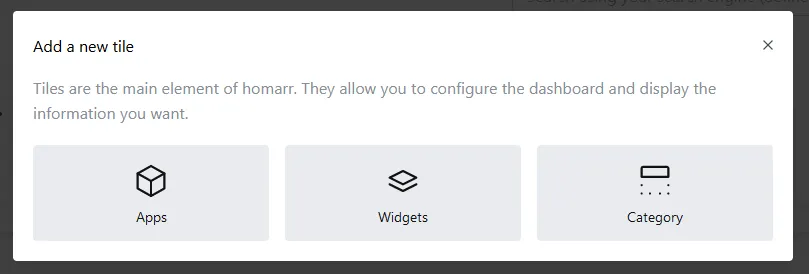 Add a new tile
Tiles are the main element of homarr. They allow you to configure the dashboard and display the
information you want.
Apps
Widgets
Category